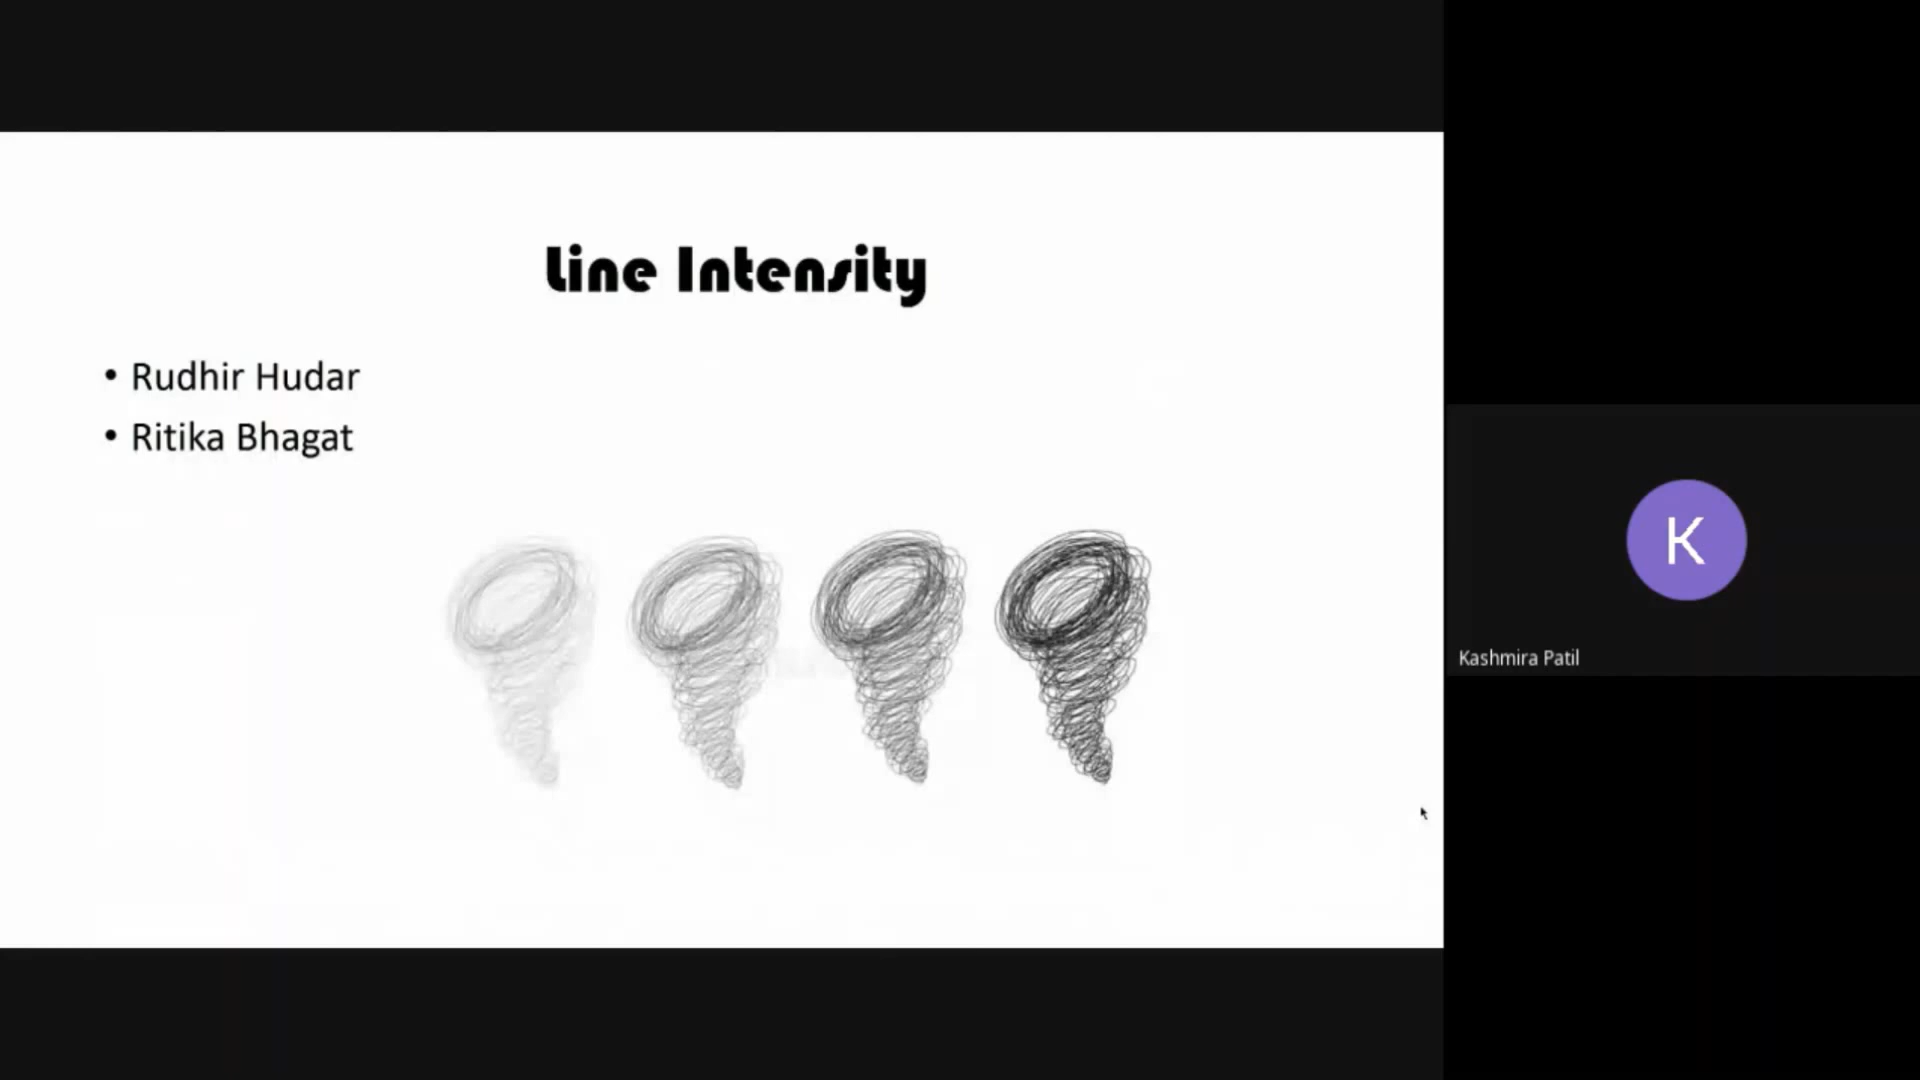 Line Intensity
• Rudhir Hudar
• Ritika Bhagat
K
Kashmira Patil